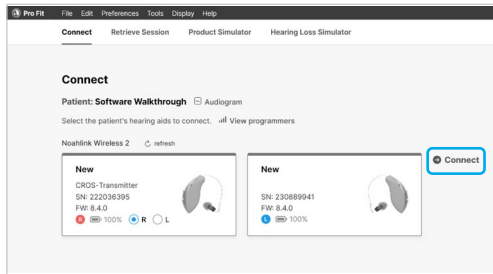 Pro Fit File Edit Preferences Tools Display Help
Connect Retrieve Session Product Simulator Hearing Loss Simulator
Connect
Patient: Software Walkthrough Audiogram
Select the patient's hearing aids to connect. View programmers
Noahlink Wireless 2 refresh
New
CROS-Transmitter
SN: 222036395
FW: 8.4.0
R 100% R L
New
SN: 230889941
FW: 8.4.0
L 100%
Connect